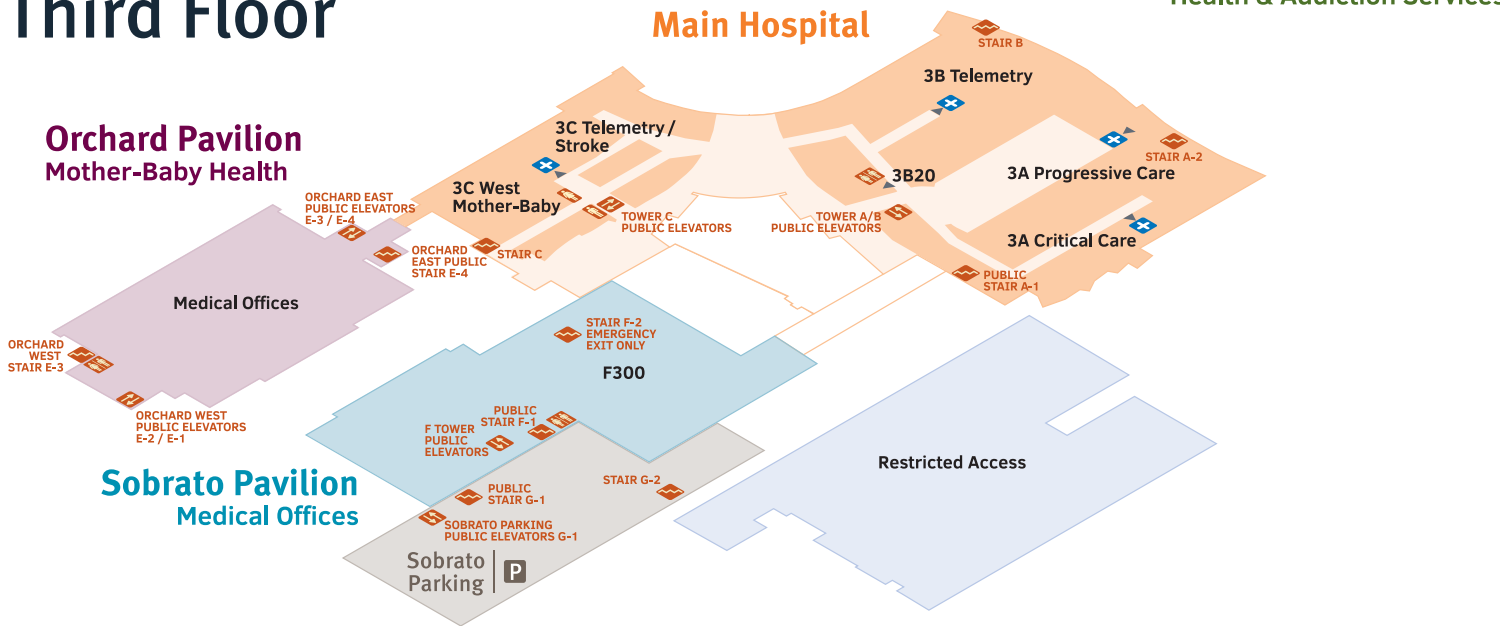 Third Floor
Health & Addiction Services
Main Hospital
STAIR B
3B Telemetry
Orchard Pavilion
Mother-Baby Health
3C Telemetry /
Stroke
STAIR A-2
3A Progressive Care
3B20
3C West
Mother-Baby
ORCHARD EAST
PUBLIC ELEVATORS
E-3 / E-4
TOWER C
PUBLIC ELEVATORS
TOWER A/B
PUBLIC ELEVATORS
3A Critical Care
ORCHARD
EAST PUBLIC
STAIR E-4
STAIR C
PUBLIC
STAIR A-1
Medical Offices
STAIR F-2
EMERGENCY
EXIT ONLY
ORCHARD
WEST
STAIR E-3
F300
ORCHARD WEST
PUBLIC ELEVATORS
E-2 / E-1
PUBLIC
STAIR F-1
F TOWER
PUBLIC
ELEVATORS
Restricted Access
Sobrato Pavilion
Medical Offices
STAIR G-2
PUBLIC
STAIR G-1
SOBRATO PARKING
PUBLIC ELEVATORS G-1
Sobrato
Parking
P